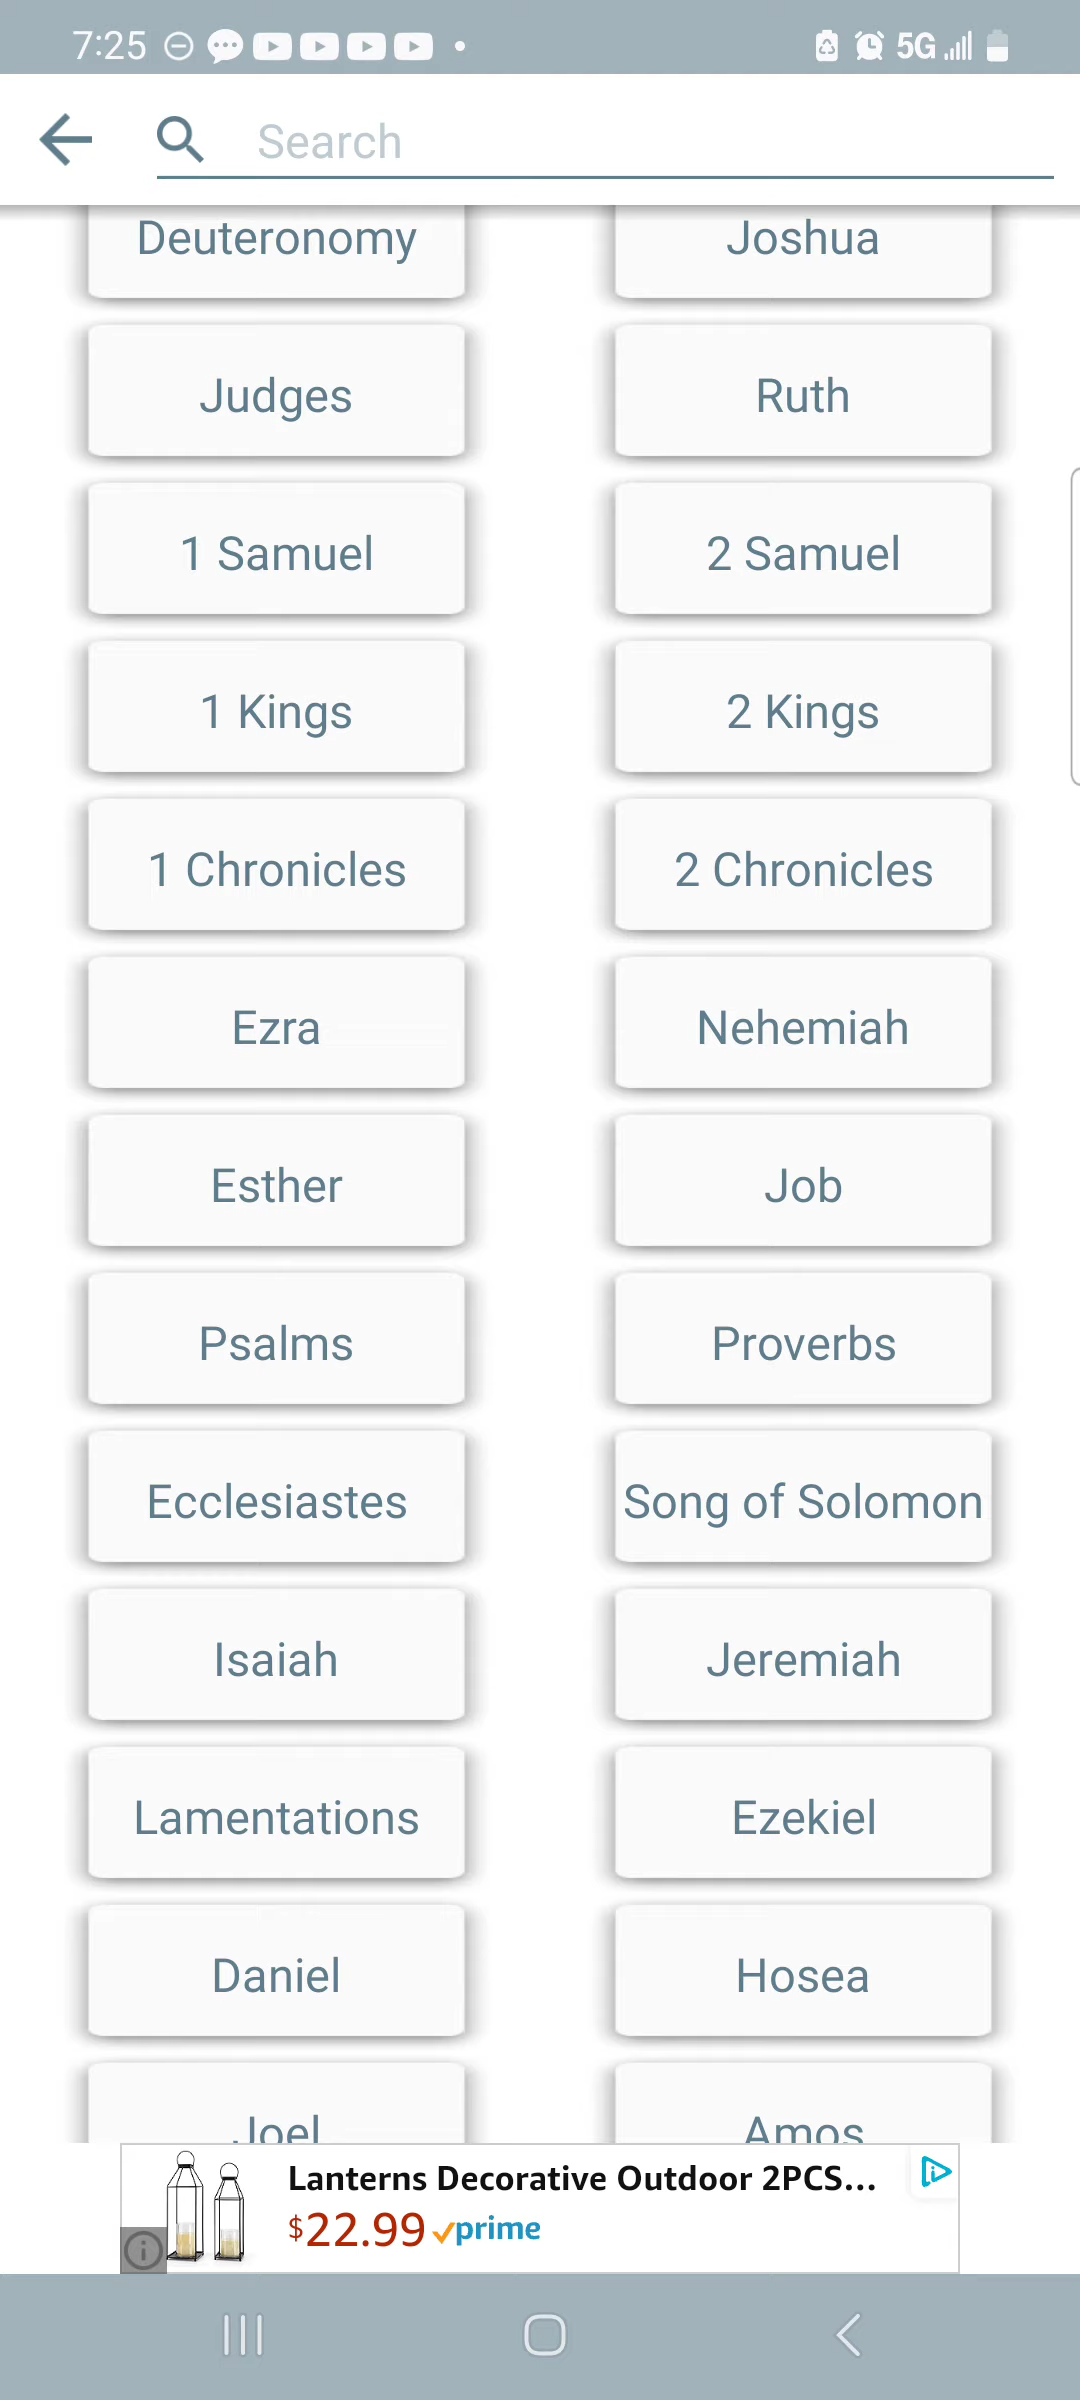 7:25
5G
Search
Deuteronomy
Joshua
Judges
Ruth
1 Samuel
2 Samuel
1 Kings
2 Kings
1 Chronicles
2 Chronicles
Ezra
Nehemiah
Esther
Job
Psalms
Proverbs
Ecclesiastes
Song of Solomon
Isaiah
Jeremiah
Lamentations
Ezekiel
Daniel
Hosea
Joel
Amos
Lanterns Decorative Outdoor 2PCS...
$22.99 prime